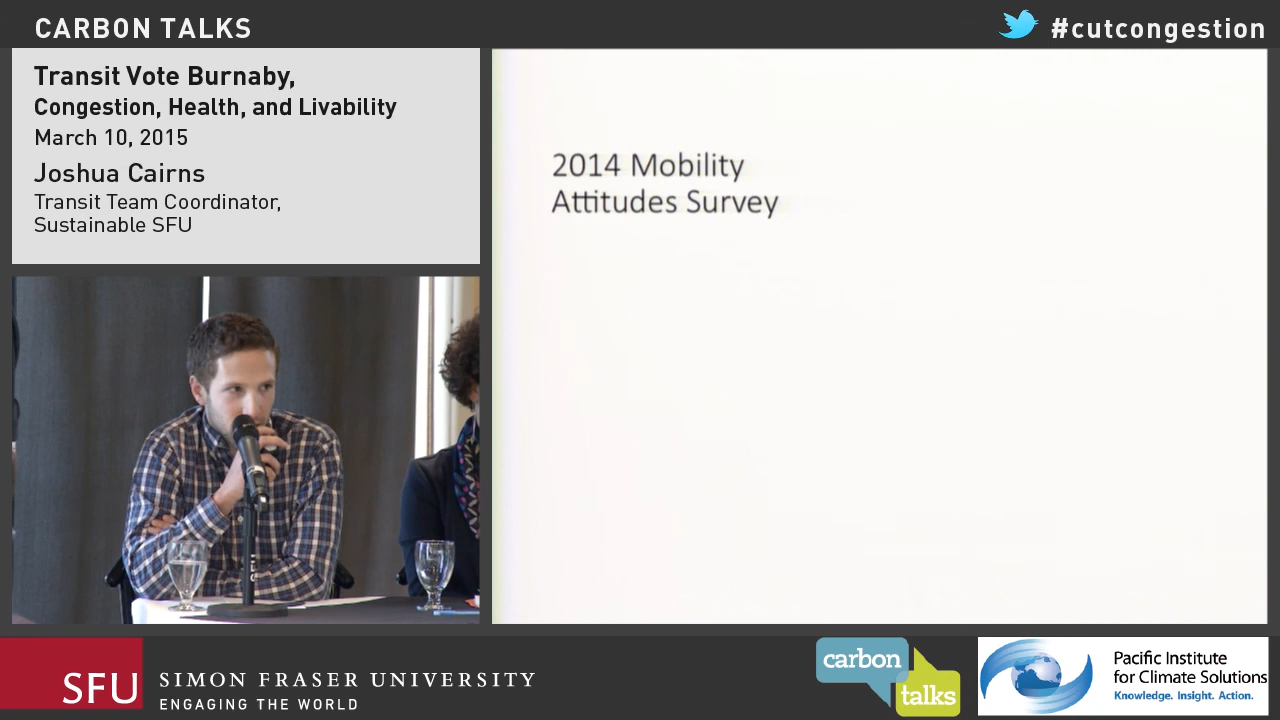 CARBON TALKS
#cutcongestion
Transit Vote Burnaby,
Congestion, Health, and Livability
March 10, 2015
Joshua Cairns
Transit Team Coordinator,
Sustainable SFU
2014 Mobility
Attitudes Survey
SFU
SIMON FRASER UNIVERSITY
ENGAGING THE WORLD
carbon
talks
Pacific Institute
for Climate Solutions
Knowledge. Insight. Action.